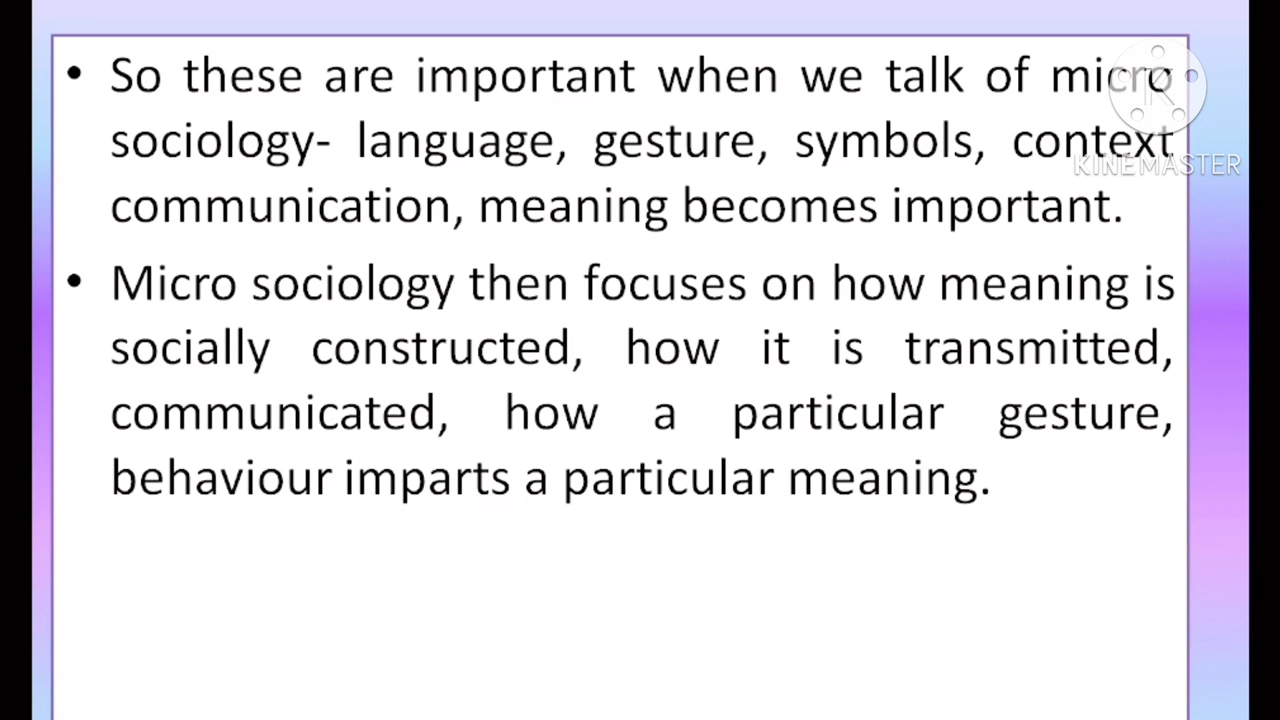 • So these are important when we talk of micro
sociology- language, gesture, symbols, context
communication, meaning becomes important.
• Micro sociology then focuses on how meaning is
socially constructed, how it is transmitted,
communicated, how a particular gesture,
behaviour imparts a particular meaning.
K
KINEMASTER